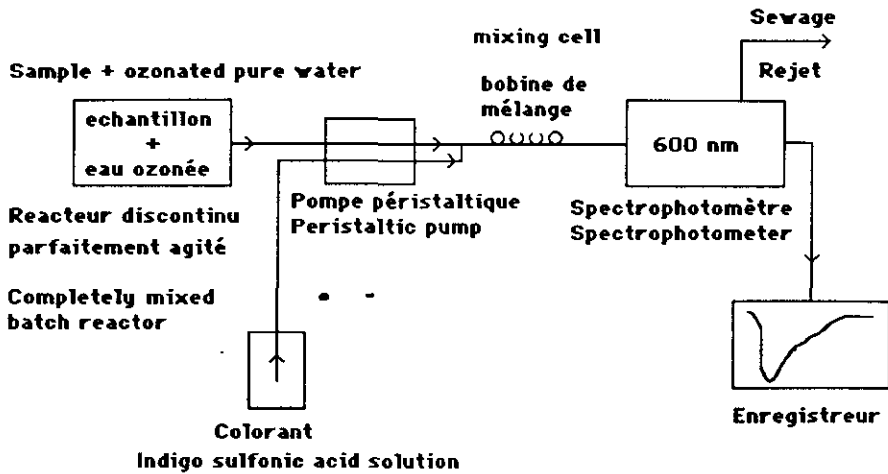 Sewage
Rejet
mixing cell
bobine de
mélange
Sample + ozonated pure water
echantillon
+
eau ozonée
600 nm
Reacteur discontinu
parfaitement agité
Pompe péristaltique
Peristaltic pump
Spectrophotomètre
Spectrophotometer
Completely mixed
batch reactor
Enregistreur
Colorant
Indigo sulfonic acid solution